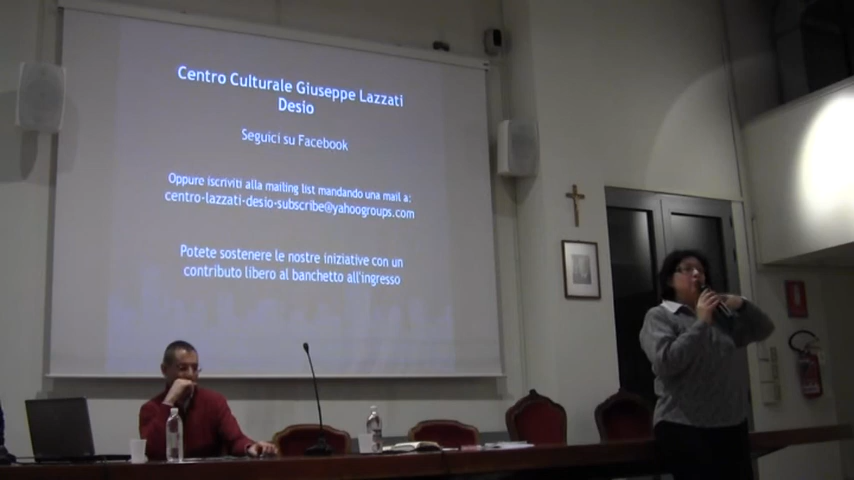 Centro Culturale Giuseppe Lazzati
Desio
Seguici su Facebook
Oppure iscriviti alla mailing list mandando una mail a:
centro-lazzati-desio-subscribe@yahoogroups.com
Potete sostenere le nostre iniziative con un
contributo libero al banchetto all'ingresso